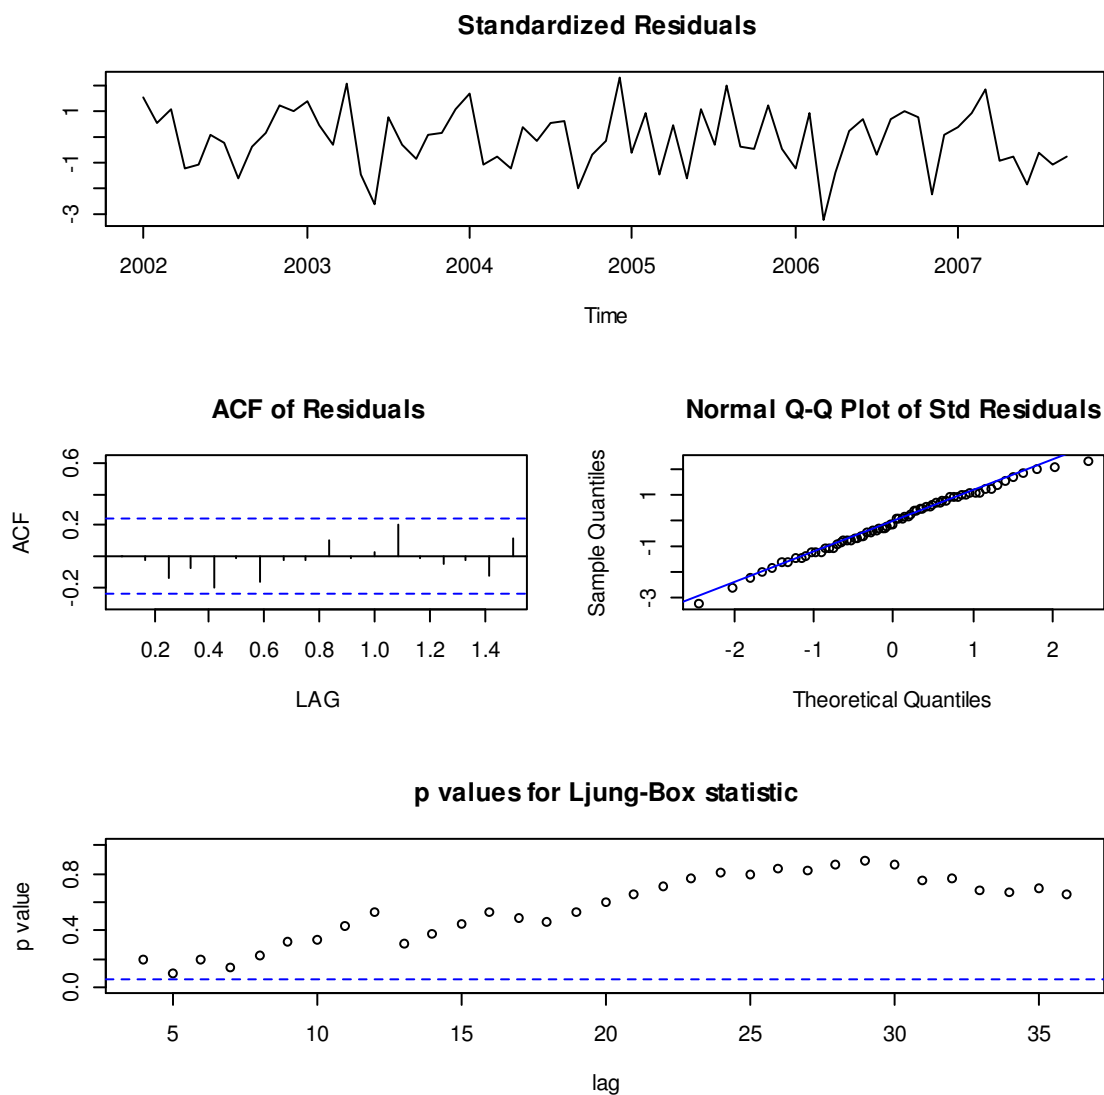 Standardized Residuals
1
-1
-3
2002 2003 2004 2005 2006 2007
Time
ACF of Residuals
0.6
0.2
-0.2
ACF
0.2 0.4 0.6 0.8 1.0 1.2 1.4
LAG
Normal Q-Q Plot of Std Residuals
1
-1
-3
Sample Quantiles
-2 -1 0 1 2
Theoretical Quantiles
p values for Ljung-Box statistic
0.8
0.4
0.0
p value
5 10 15 20 25 30 35
lag